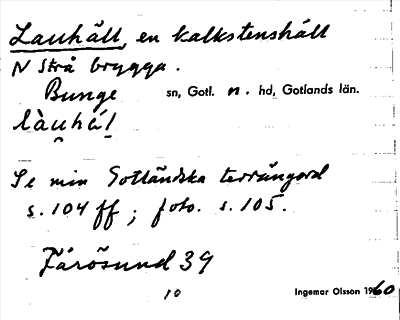 Lauhäll, en kalkstenshäll
N Strå brygga.
Bunge sn, Gotl. n. hd, Gotlands län.
làuhä́l
Se min Gotländska terrängord
s. 104 ff; foto. s. 105.
Fårösund 39
10
Ingemar Olsson 1960